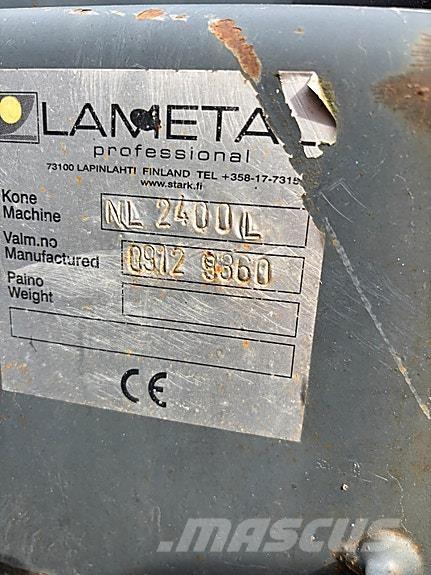 LAMETA
professional
73100 LAPINLAHTI FINLAND TEL +358-17-7315
www.stark.fi
Kone
Machine
NL 2400L
Valm.no
Manufactured
0912 9360
Paino
Weight
CE
MASCUS